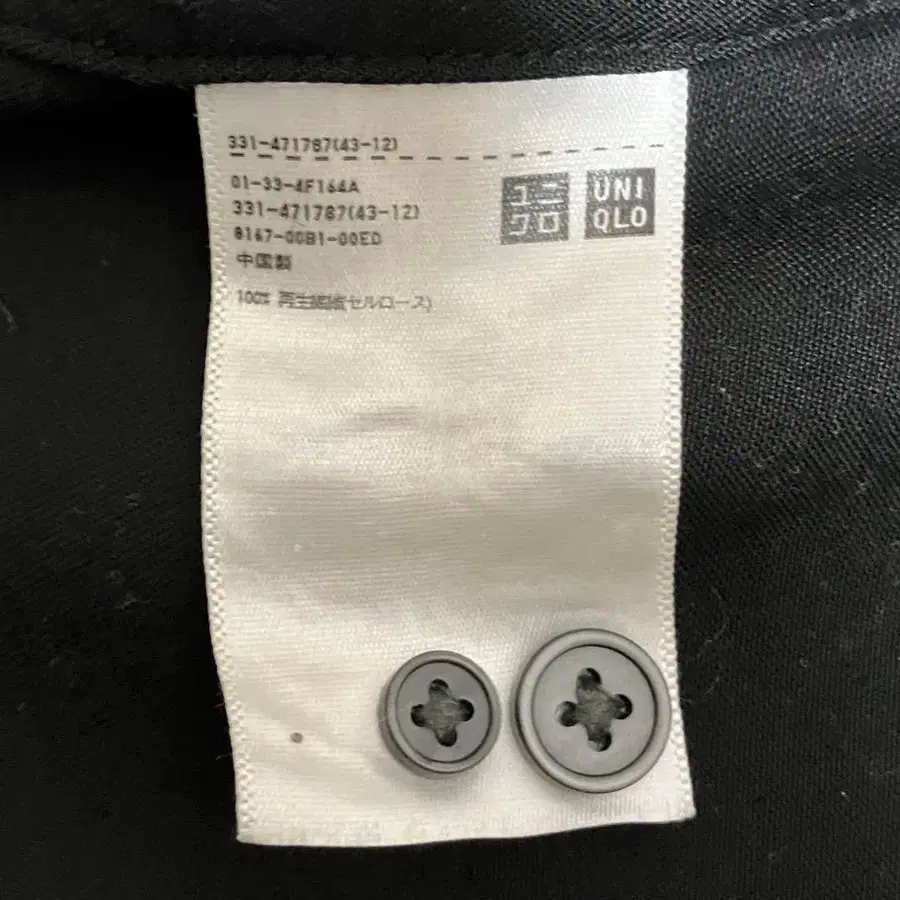 331-471787(43-12)
01-33-4F164A
331-471787(43-12)
8167-00B1-00ED
中国製
100% 再生繊維(セルロース)
ユニ
クロ
UNI
QLO